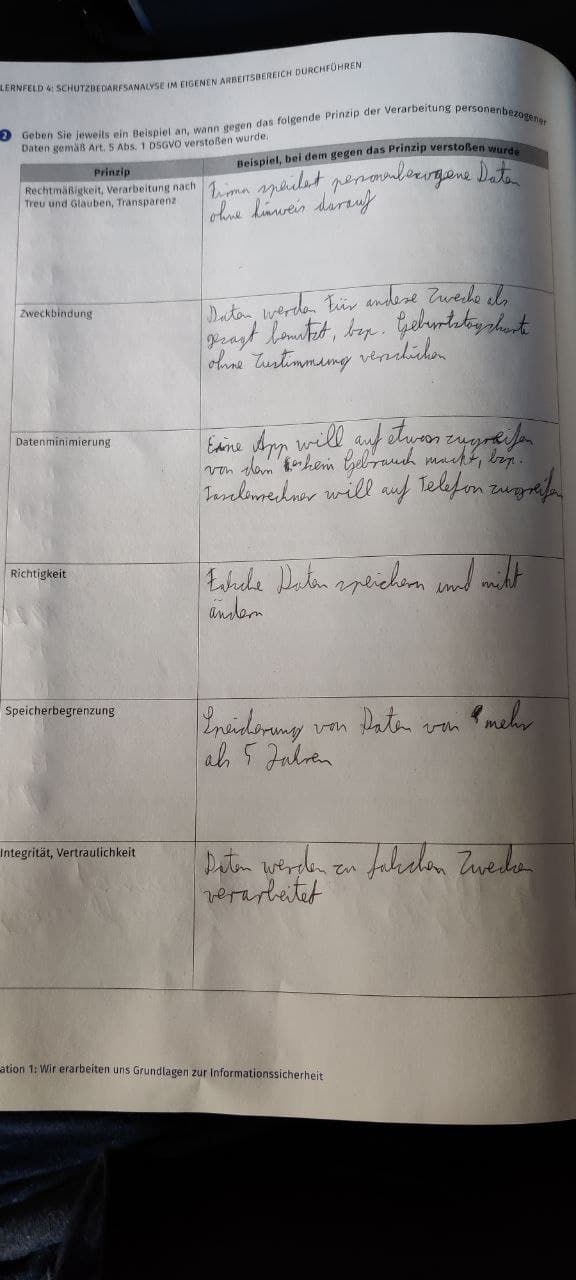 LERNFELD 4: SCHUTZBEDARFSANALYSE IM EIGENEN ARBEITSBEREICH DURCHFÜHREN
2 Geben Sie jeweils ein Beispiel an, wann gegen das folgende Prinzip der Verarbeitung personenbezogener
Daten gemäß Art. 5 Abs. 1 DSGVO verstoßen wurde.
Prinzip
Beispiel, bei dem gegen das Prinzip verstoßen wurde
Rechtmäßigkeit, Verarbeitung nach
Treu und Glauben, Transparenz
Firma speichert personenbezogene Daten
ohne hinweis darauf
Zweckbindung
Daten werden für andere Zwecke als
gesagt benutzt, bzp. Geburtstagskarte
ohne Zustimmung verschicken
Datenminimierung
Eine App will auf etwas zugreifen
von dem sie kein Gebrauch macht, bzp.
Taschenrechner will auf Telefon zugreifen
Richtigkeit
Falsche Daten speichern und nicht
ändern
Speicherbegrenzung
Speicherung von Daten von mehr
als 5 Jahren
Integrität, Vertraulichkeit
Daten werden zu falschen Zwecken
verarbeitet
ation 1: Wir erarbeiten uns Grundlagen zur Informationssicherheit